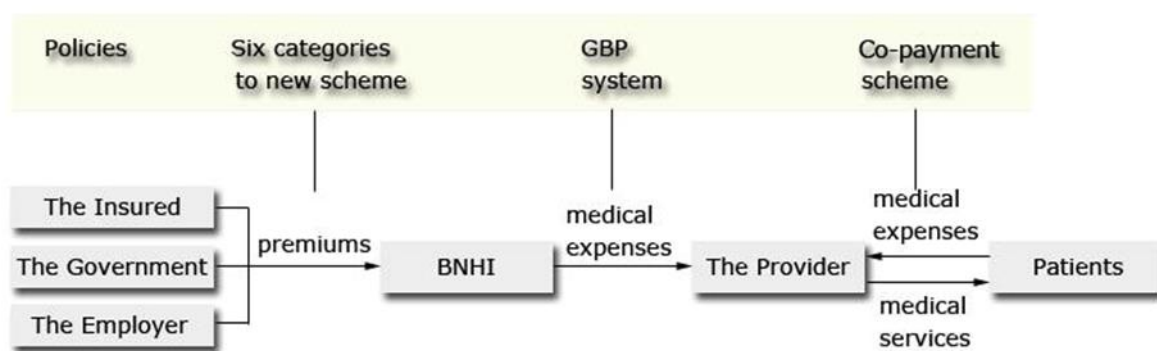 Policies
Six categories
to new scheme
GBP
system
Co-payment
scheme
The Insured
The Government
The Employer
premiums
BNHI
medical
expenses
The Provider
medical
expenses
medical
services
Patients